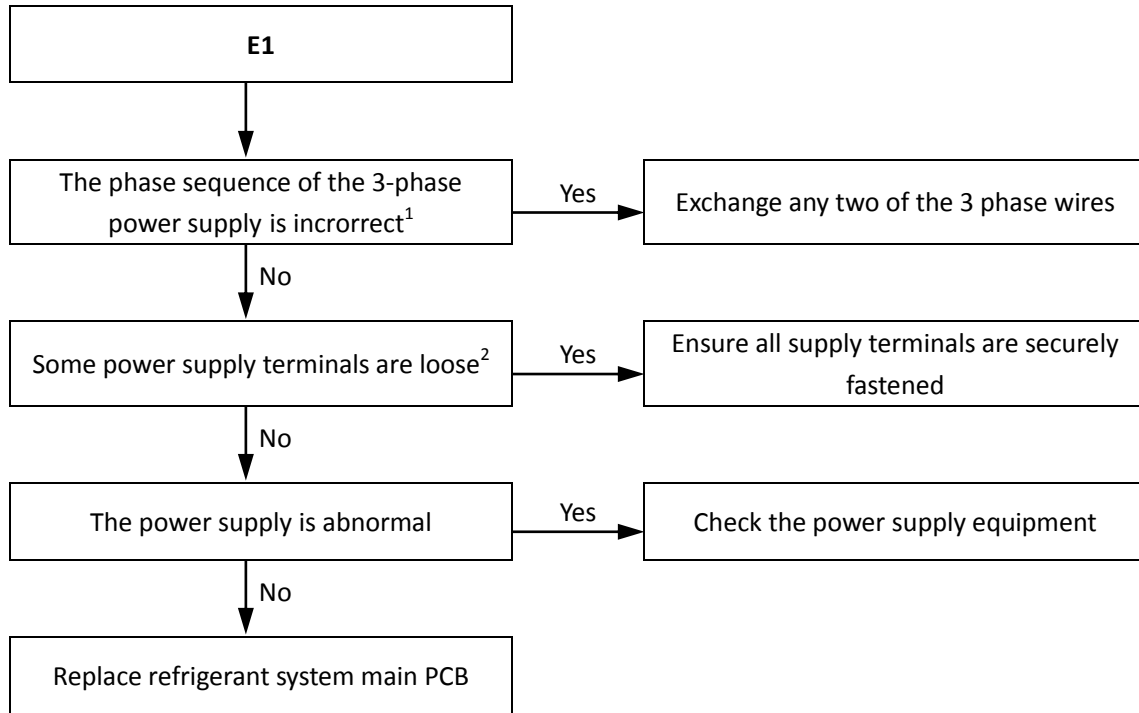 E1
The phase sequence of the 3-phase
power supply is incrorrect¹
Yes
Exchange any two of the 3 phase wires
No
Some power supply terminals are loose²
Yes
Ensure all supply terminals are securely
fastened
No
The power supply is abnormal
Yes
Check the power supply equipment
No
Replace refrigerant system main PCB